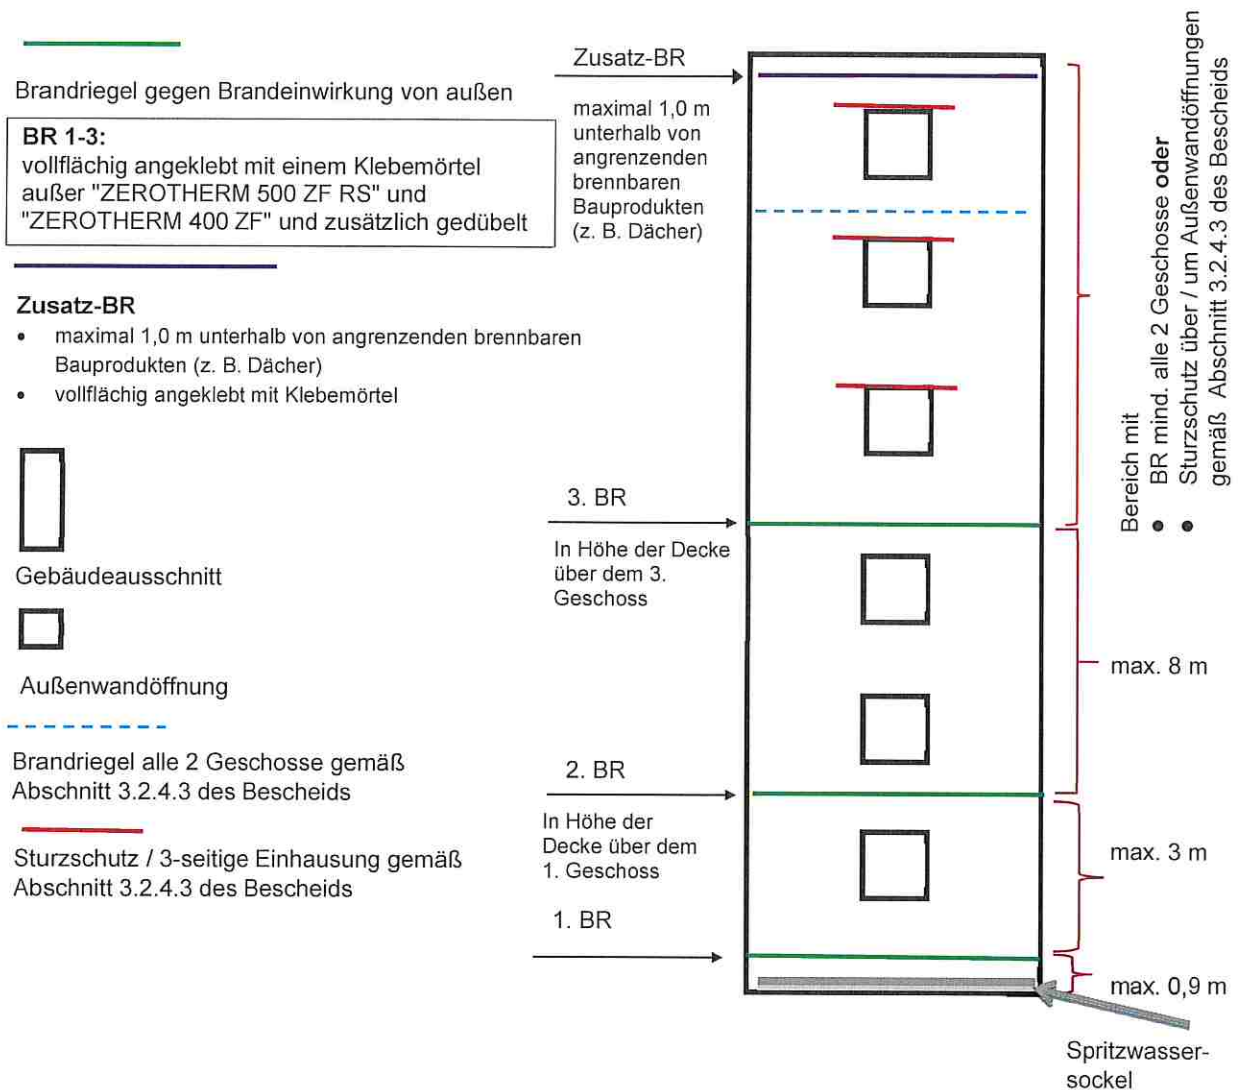 Brandriegel gegen Brandeinwirkung von außen
BR 1-3:
vollflächig angeklebt mit einem Klebemörtel
außer "ZEROTHERM 500 ZF RS" und
"ZEROTHERM 400 ZF" und zusätzlich gedübelt
Zusatz-BR
• maximal 1,0 m unterhalb von angrenzenden brennbaren
Bauprodukten (z. B. Dächer)
• vollflächig angeklebt mit Klebemörtel
Gebäudeausschnitt
Außenwandöffnung
Brandriegel alle 2 Geschosse gemäß
Abschnitt 3.2.4.3 des Bescheids
Sturzschutz / 3-seitige Einhausung gemäß
Abschnitt 3.2.4.3 des Bescheids
Zusatz-BR
maximal 1,0 m
unterhalb von
angrenzenden
brennbaren
Bauprodukten
(z. B. Dächer)
3. BR
In Höhe der Decke
über dem 3.
Geschoss
2. BR
In Höhe der
Decke über dem
1. Geschoss
1. BR
Bereich mit
• BR mind. alle 2 Geschosse oder
• Sturzschutz über / um Außenwandöffnungen
gemäß Abschnitt 3.2.4.3 des Bescheids
max. 8 m
max. 3 m
max. 0,9 m
Spritzwasser-
sockel